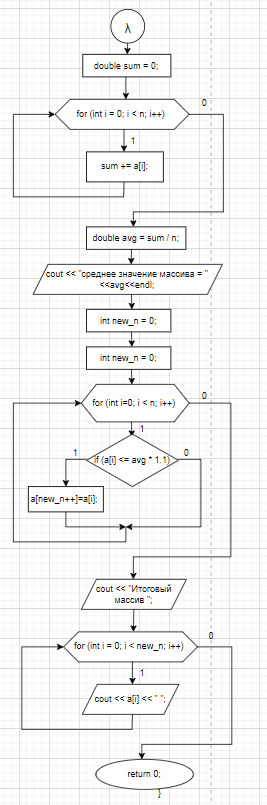 λ
double sum = 0;
for (int i = 0; i < n; i++)
0
1
sum += a[i];
double avg = sum / n;
cout << "среднее значение массива = "
<<avg<<endl;
int new_n = 0;
int new_n = 0;
for (int i=0; i < n; i++)
0
1
if (a[i] <= avg * 1.1)
1
0
a[new_n++]=a[i];
cout << "Итоговый
массив ";
for (int i = 0; i < new_n; i++)
0
1
cout << a[i] << " ";
return 0;
}